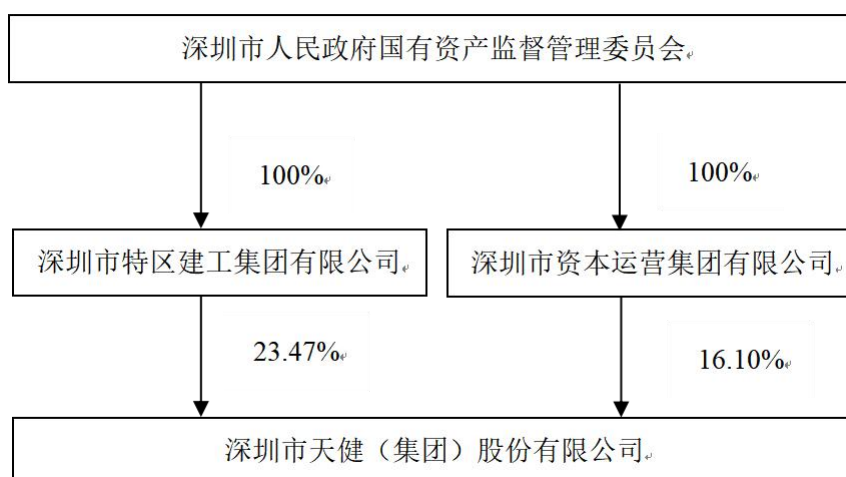 深圳市人民政府国有资产监督管理委员会
100%
100%
深圳市特区建工集团有限公司
深圳市资本运营集团有限公司
23.47%
16.10%
深圳市天健（集团）股份有限公司